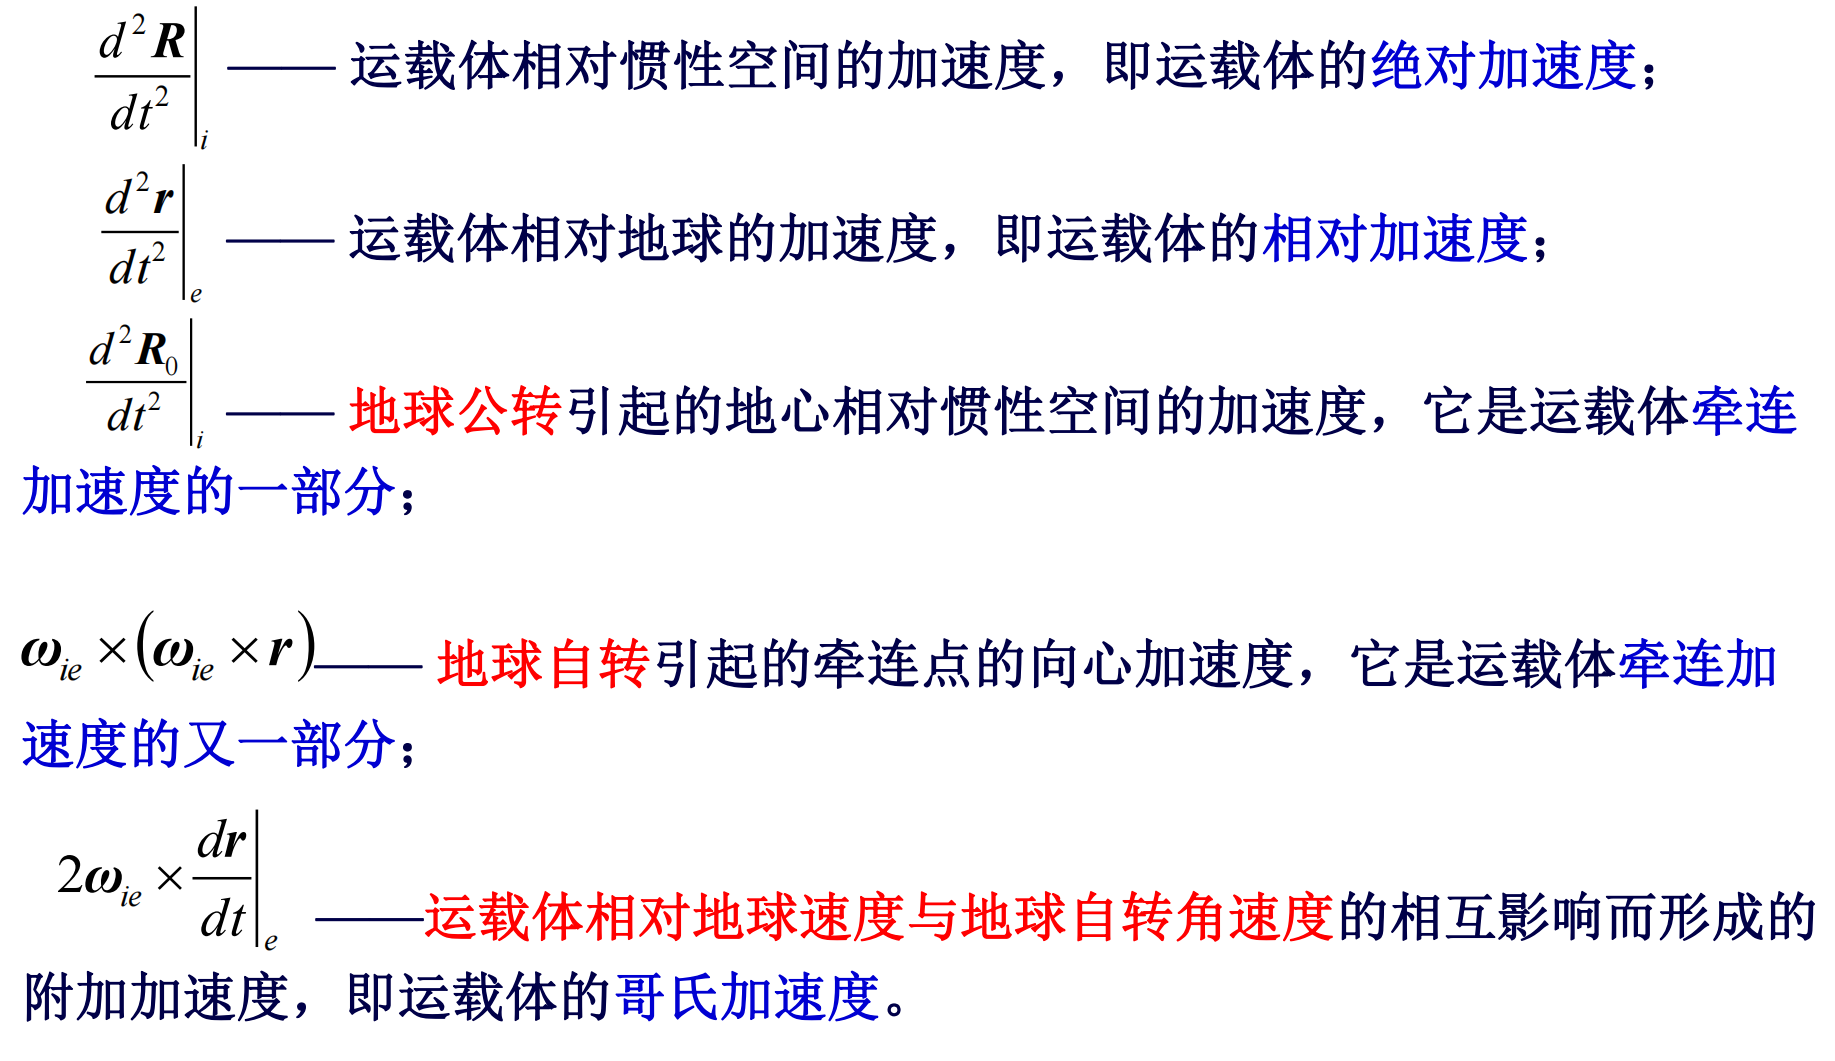 $\left.\frac{d^2\boldsymbol{R}}{dt^2}\right|_i$ —— 运载体相对惯性空间的加速度，即运载体的绝对加速度；
$\left.\frac{d^2\boldsymbol{r}}{dt^2}\right|_e$ —— 运载体相对地球的加速度，即运载体的相对加速度；
$\left.\frac{d^2\boldsymbol{R}_0}{dt^2}\right|_i$ —— 地球公转引起的地心相对惯性空间的加速度，它是运载体牵连
加速度的一部分；
$\boldsymbol{\omega}_{ie}\times(\boldsymbol{\omega}_{ie}\times\boldsymbol{r})$ —— 地球自转引起的牵连点的向心加速度，它是运载体牵连加
速度的又一部分；
$2\boldsymbol{\omega}_{ie}\times\left.\frac{d\boldsymbol{r}}{dt}\right|_e$ ——运载体相对地球速度与地球自转角速度的相互影响而形成的
附加加速度，即运载体的哥氏加速度。